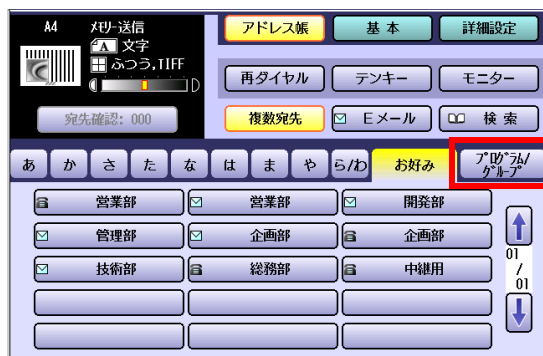 A4 メモリ-送信
A 文字
ふつう,TIFF
D
宛先確認: 000
アドレス帳 基本 詳細設定
再ダイヤル テンキー モニター
複数宛先 Eメール 検索
あ か さ た な は ま や ら/わ お好み プログラム/
グループ
営業部 営業部 開発部
管理部 企画部 企画部
技術部 総務部 中継用
01
/
01